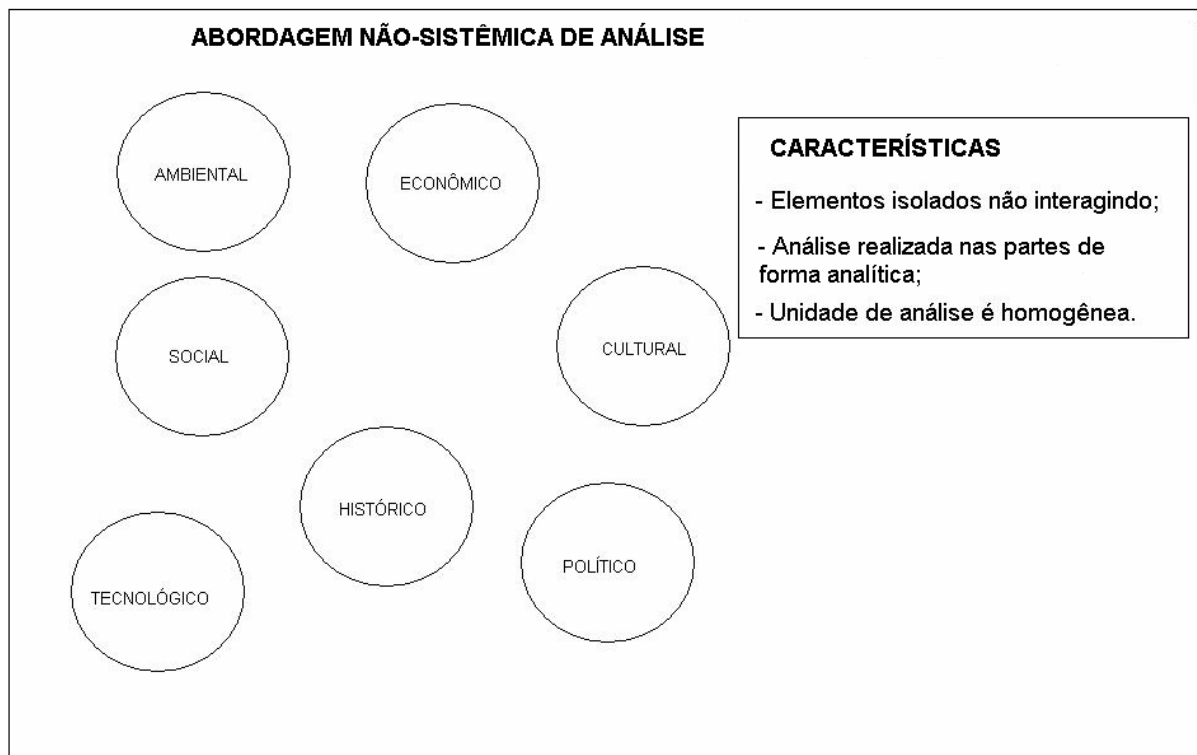 ABORDAGEM NÃO-SISTÊMICA DE ANÁLISE
AMBIENTAL
ECONÔMICO
SOCIAL
CULTURAL
HISTÓRICO
POLÍTICO
TECNOLÓGICO
CARACTERÍSTICAS
- Elementos isolados não interagindo;
- Análise realizada nas partes de
forma analítica;
- Unidade de análise é homogênea.